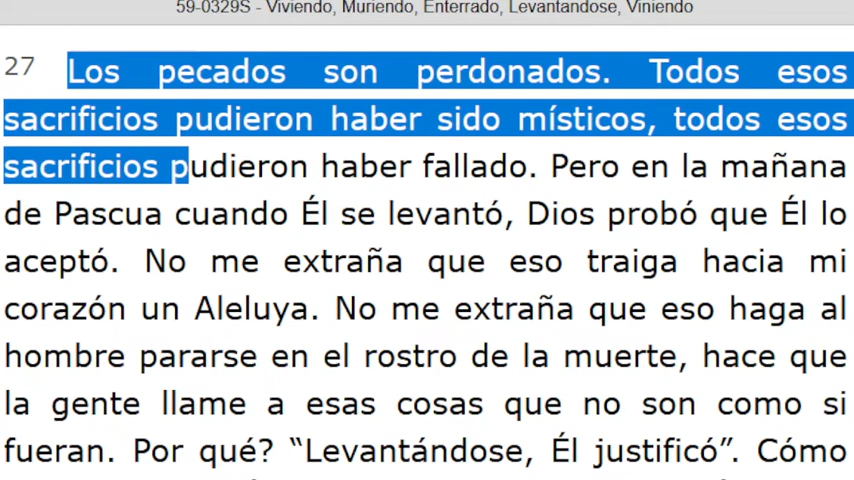 59-0329S - Viviendo, Muriendo, Enterrado, Levantandose, Viniendo
27 Los pecados son perdonados. Todos esos
sacrificios pudieron haber sido místicos, todos esos
sacrificios pudieron haber fallado. Pero en la mañana
de Pascua cuando Él se levantó, Dios probó que Él lo
aceptó. No me extraña que eso traiga hacia mi
corazón un Aleluya. No me extraña que eso haga al
hombre pararse en el rostro de la muerte, hace que
la gente llame a esas cosas que no son como si
fueran. Por qué? “Levantándose, Él justificó”. Cómo